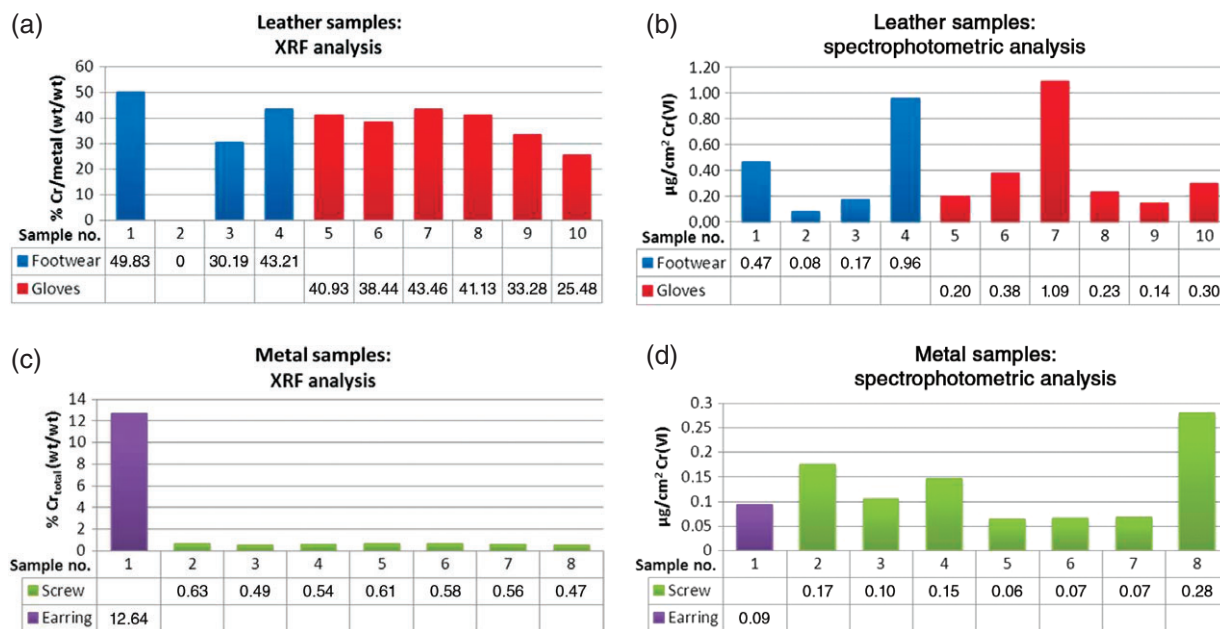 (a)
Leather samples:
XRF analysis
% Cr/metal (wt/wt)
60
50
40
30
20
10
0
Sample no. 1 2 3 4 5 6 7 8 9 10
Footwear 49.83 0 30.19 43.21
Gloves 40.93 38.44 43.46 41.13 33.28 25.48
(b)
Leather samples:
spectrophotometric analysis
µg/cm² Cr(VI)
1.20
1.00
0.80
0.60
0.40
0.20
0.00
Sample no. 1 2 3 4 5 6 7 8 9 10
Footwear 0.47 0.08 0.17 0.96
Gloves 0.20 0.38 1.09 0.23 0.14 0.30
(c)
Metal samples:
XRF analysis
% Cr total (wt/wt)
14
12
10
8
6
4
2
0
Sample no. 1 2 3 4 5 6 7 8
Screw 0.63 0.49 0.54 0.61 0.58 0.56 0.47
Earring 12.64
(d)
Metal samples:
spectrophotometric analysis
µg/cm² Cr(VI)
0.3
0.25
0.2
0.15
0.1
0.05
0
Sample no. 1 2 3 4 5 6 7 8
Screw 0.17 0.10 0.15 0.06 0.07 0.07 0.28
Earring 0.09